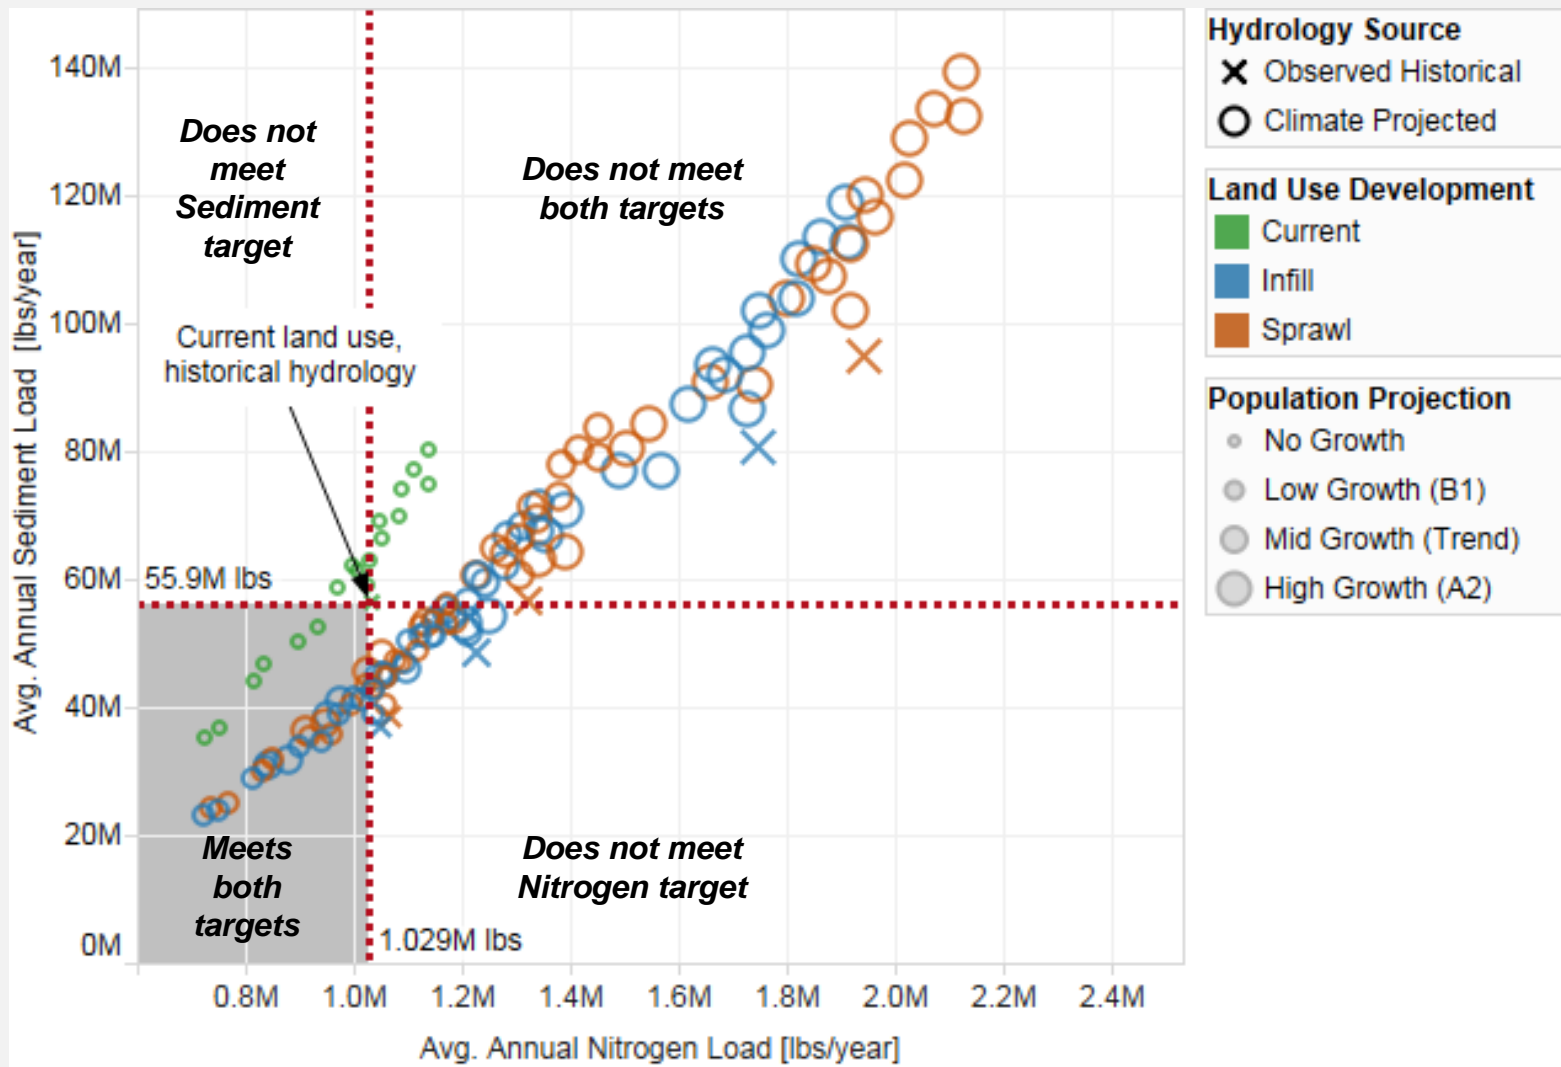 140M
120M
100M
80M
60M
40M
20M
0M
Avg. Annual Sediment Load [lbs/year]
Does not
meet
Sediment
target
Does not meet
both targets
Current land use,
historical hydrology
55.9M lbs
Meets
both
targets
Does not meet
Nitrogen target
1.029M lbs
0.8M 1.0M 1.2M 1.4M 1.6M 1.8M 2.0M 2.2M 2.4M
Avg. Annual Nitrogen Load [lbs/year]
Hydrology Source
Observed Historical
Climate Projected
Land Use Development
Current
Infill
Sprawl
Population Projection
No Growth
Low Growth (B1)
Mid Growth (Trend)
High Growth (A2)